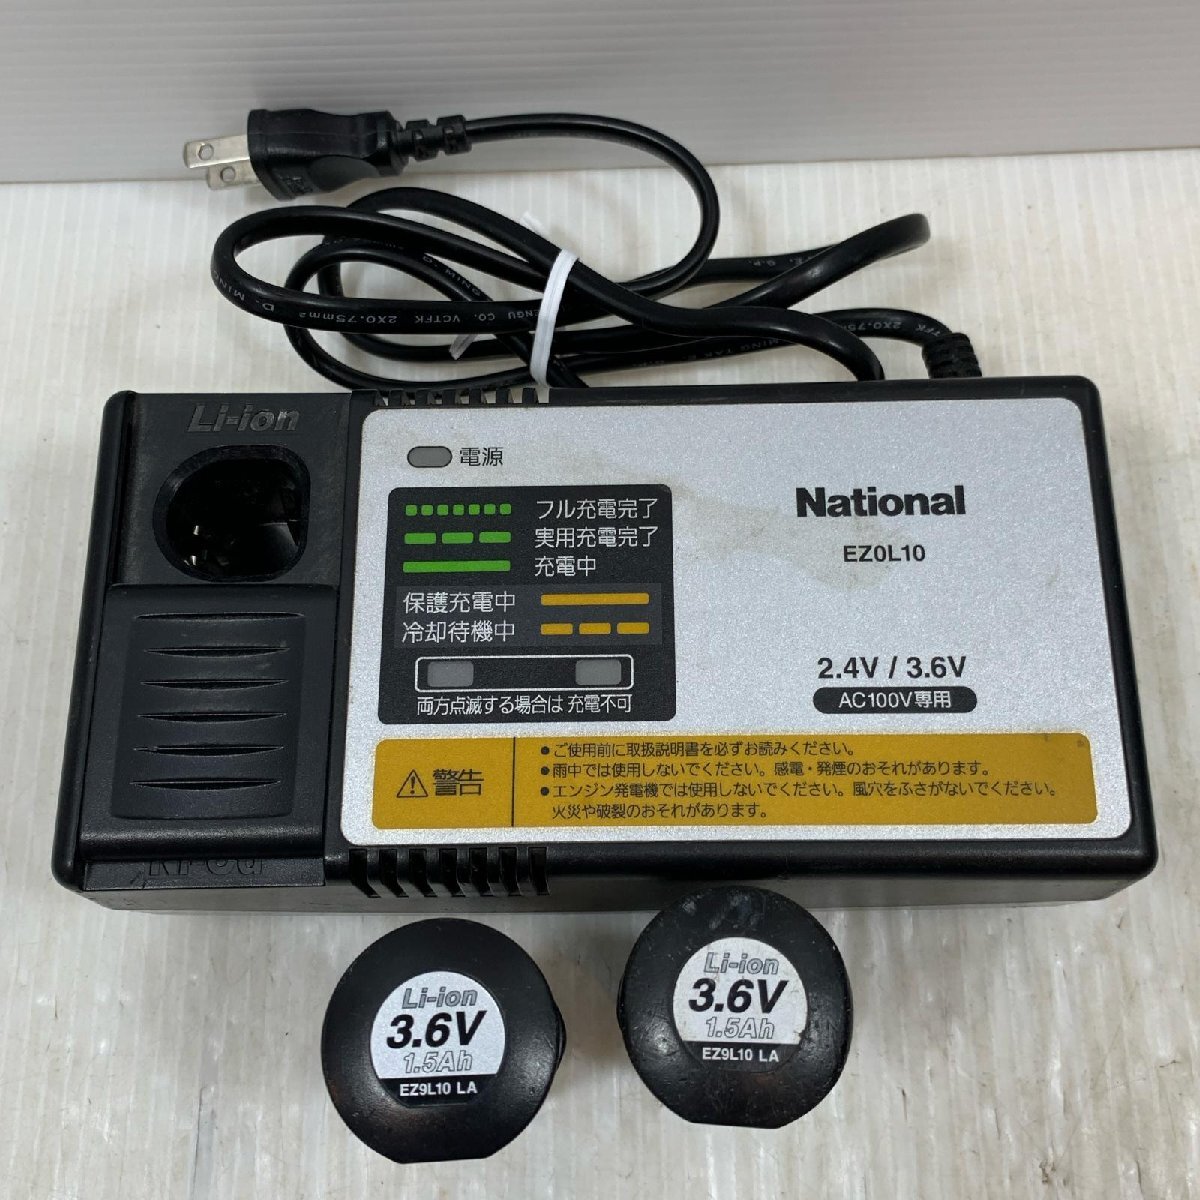 D. MING
CO. VCTFK 2X0.75mm2
VCTFK 2X0.75
Li-ion
電源
フル充電完了
実用充電完了
充電中
保護充電中
冷却待機中
両方点滅する場合は充電不可
National
EZ0L10
2.4V / 3.6V
AC100V専用
警告
●ご使用前に取扱説明書を必ずお読みください。
●雨中では使用しないでください。感電・発煙のおそれがあります。
●エンジン発電機では使用しないでください。風穴をふさがないでください。
火災や破裂のおそれがあります。
Li-ion
3.6V
1.5Ah
EZ9L10 LA
Li-ion
3.6V
1.5Ah
EZ9L10 LA